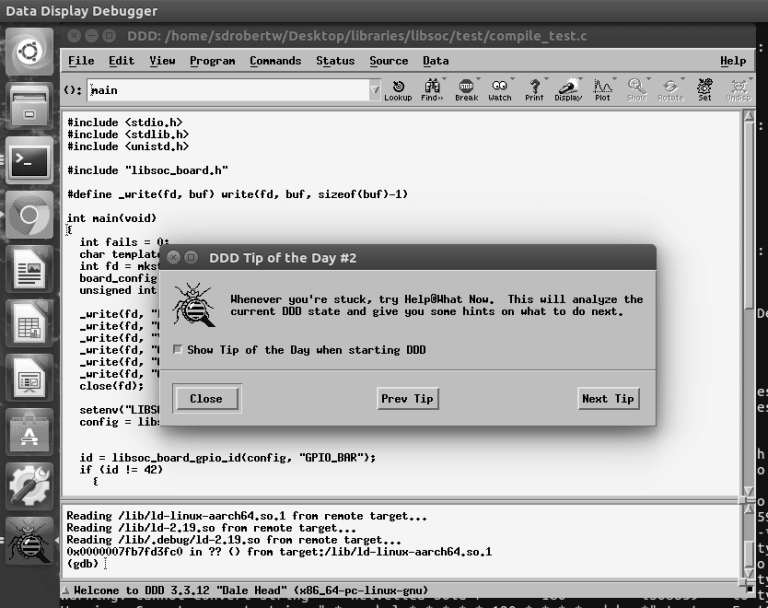 Data Display Debugger
DDD: /home/sdrobertw/Desktop/libraries/libsoc/test/compile_test.c
File Edit View Program Commands Status Source Data Help
(): main
Lookup Find» Break Watch Print Display Plot Show Rotate Set Undisp
#include <stdio.h>
#include <stdlib.h>
#include <unistd.h>
#include "libsoc_board.h"
#define _write(fd, buf) write(fd, buf, sizeof(buf)-1)
int main(void)
{
int fails = 0;
char templat
int fd = mkst
board_config
unsigned int
_write(fd, "
_write(fd, "
_write(fd, "
_write(fd, "
_write(fd, "
_write(fd, "
close(fd);
setenv("LIBSO
config = libs
id = libsoc_board_gpio_id(config, "GPIO_BAR");
if (id != 42)
{
DDD Tip of the Day #2
Whenever you're stuck, try Help@What Now. This will analyze the
current DDD state and give you some hints on what to do next.
Show Tip of the Day when starting DDD
Close Prev Tip Next Tip
Reading /lib/ld-linux-aarch64.so.1 from remote target...
Reading /lib/ld-2.19.so from remote target...
Reading /lib/.debug/ld-2.19.so from remote target...
0x0000007fb7fd3fc0 in ?? () from target:/lib/ld-linux-aarch64.so.1
(gdb)
Welcome to DDD 3.3.12 "Dale Head" (x86_64-pc-linux-gnu)